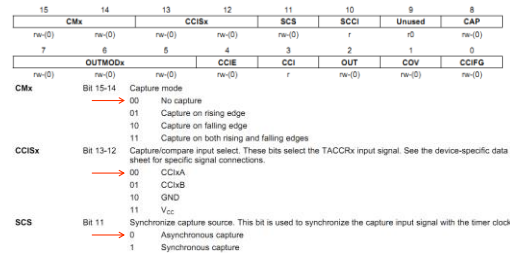 15 14 13 12 11 10 9 8
CMx CCISx SCS SCCI Unused CAP
rw-(0) rw-(0) rw-(0) rw-(0) rw-(0) r r0 rw-(0)
7 6 5 4 3 2 1 0
OUTMODx CCIE CCI OUT COV CCIFG
rw-(0) rw-(0) rw-(0) rw-(0) r rw-(0) rw-(0) rw-(0)
CMx Bit 15-14 Capture mode
00 No capture
01 Capture on rising edge
10 Capture on falling edge
11 Capture on both rising and falling edges
CCISx Bit 13-12 Capture/compare input select. These bits select the TACCRx input signal. See the device-specific data
sheet for specific signal connections.
00 CCIxA
01 CCIxB
10 GND
11 VCC
SCS Bit 11 Synchronize capture source. This bit is used to synchronize the capture input signal with the timer clock
0 Asynchronous capture
1 Synchronous capture